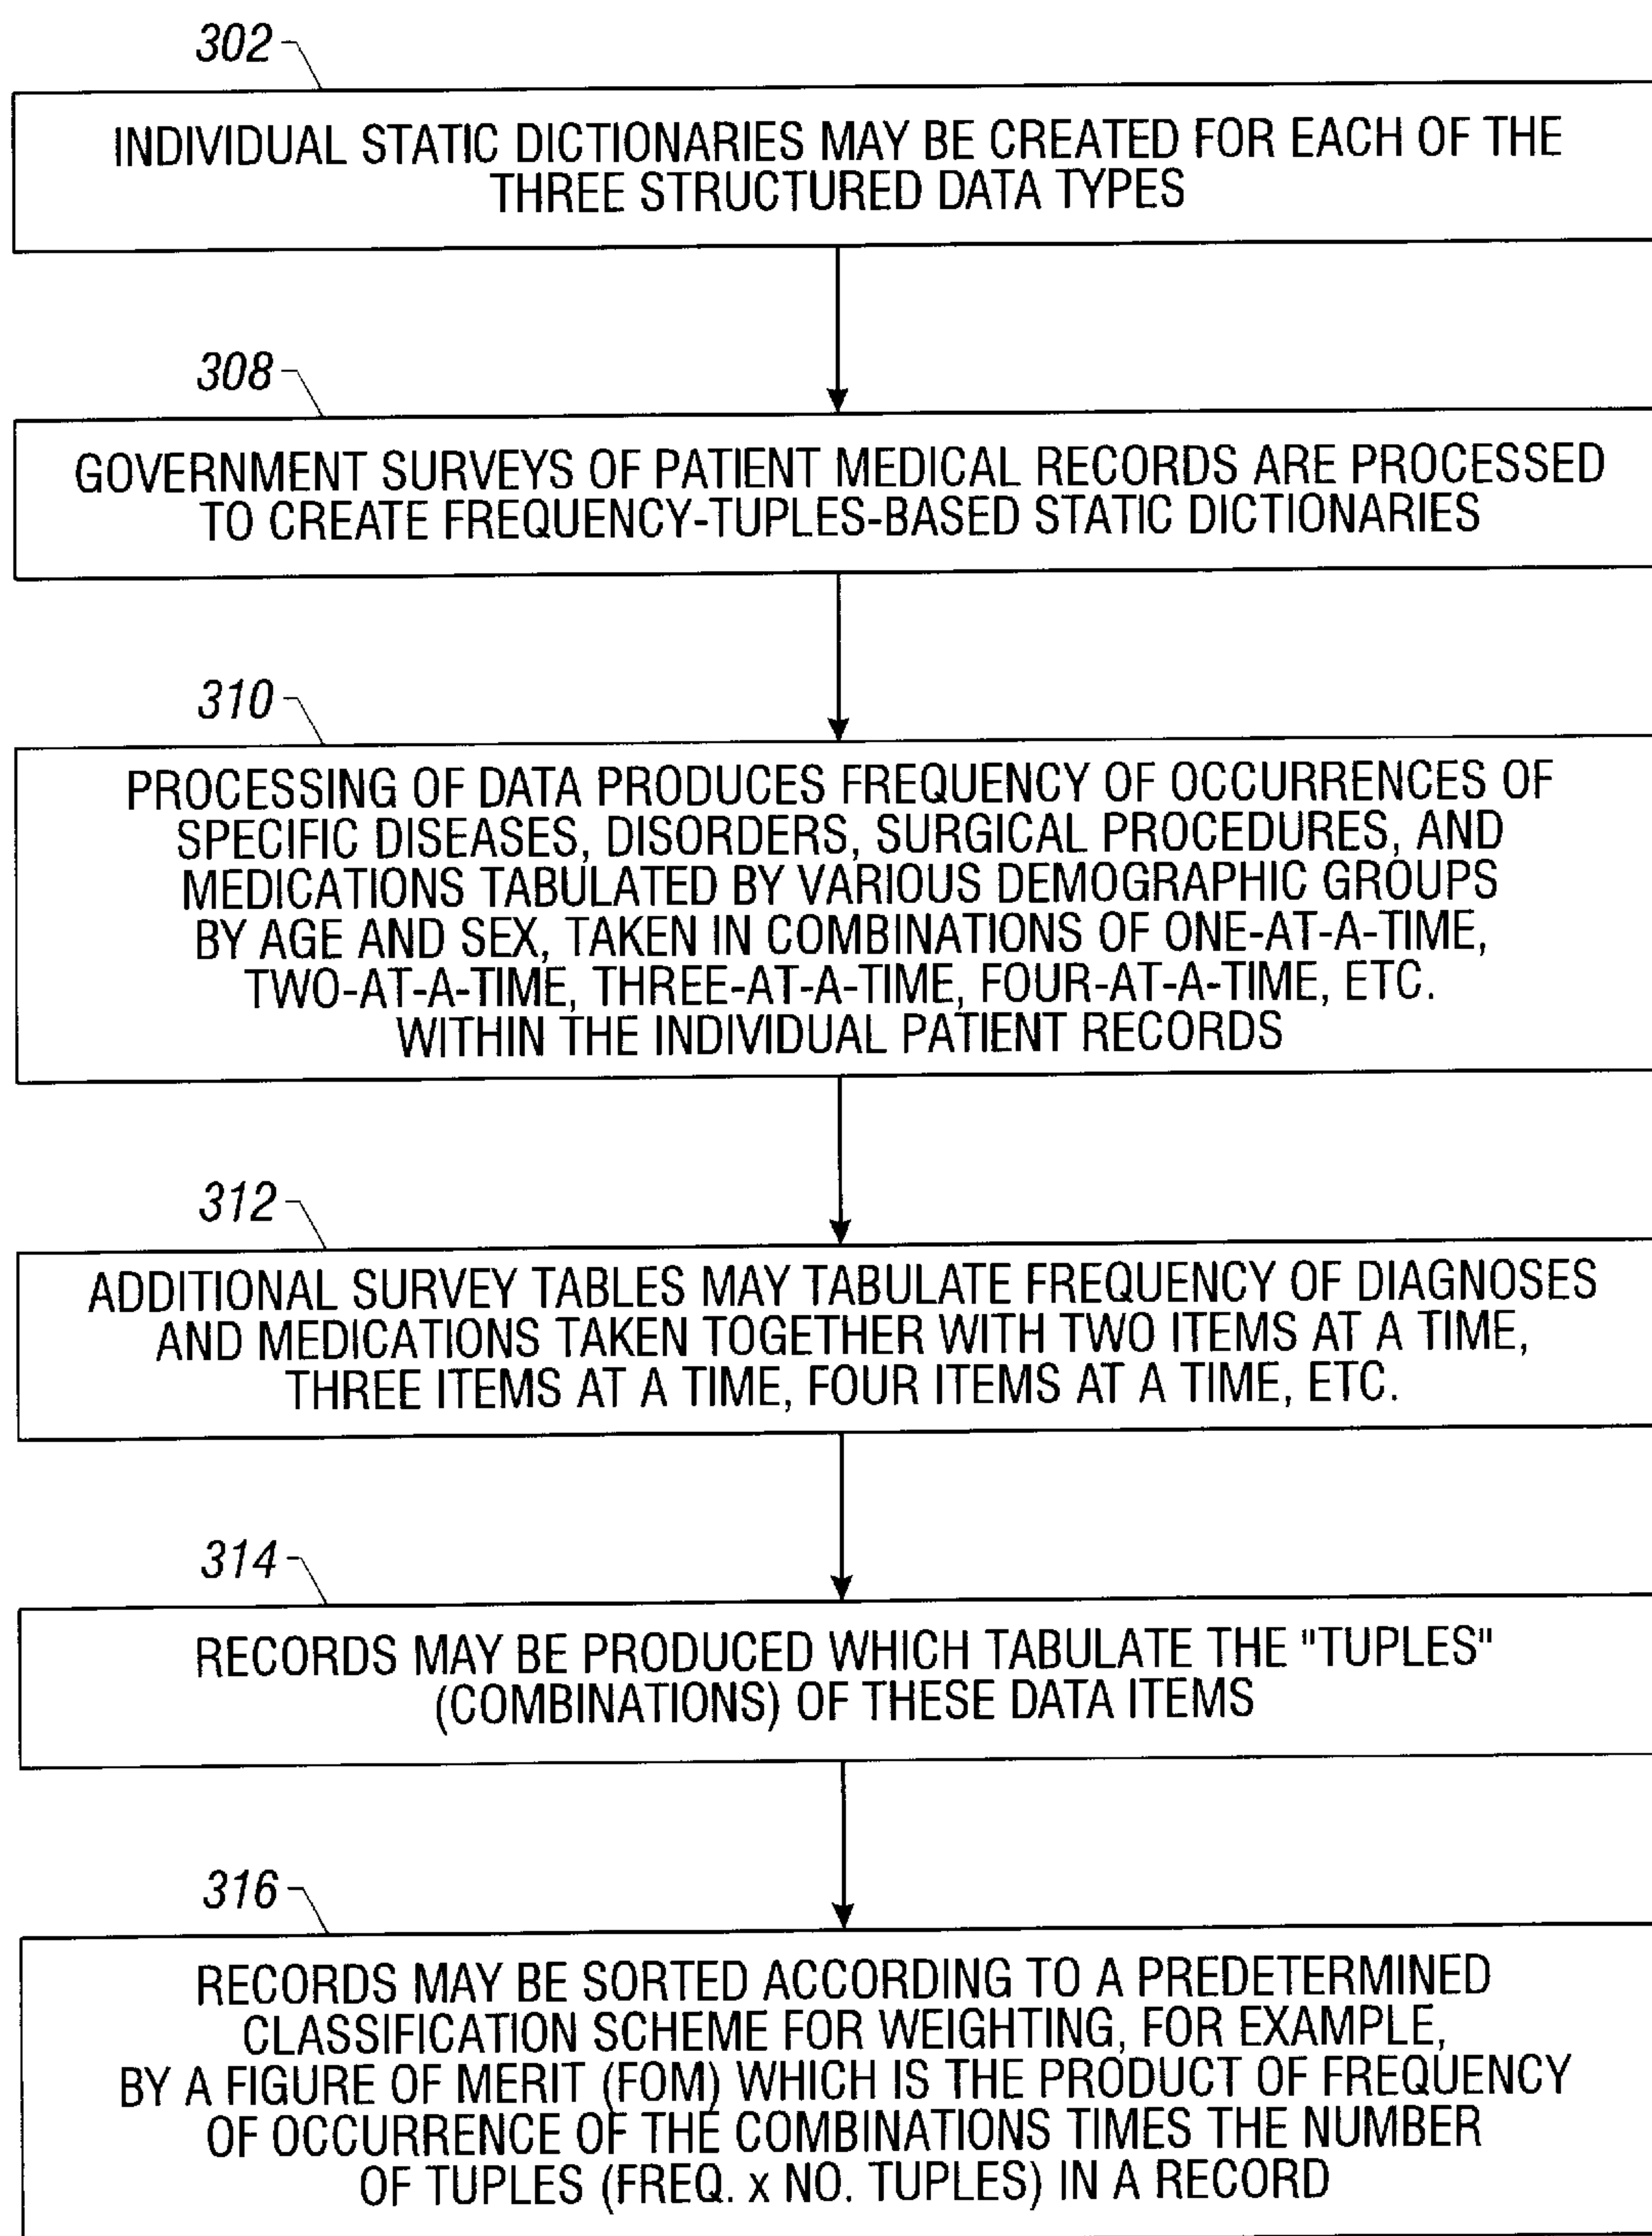 302
INDIVIDUAL STATIC DICTIONARIES MAY BE CREATED FOR EACH OF THE
THREE STRUCTURED DATA TYPES
308
GOVERNMENT SURVEYS OF PATIENT MEDICAL RECORDS ARE PROCESSED
TO CREATE FREQUENCY-TUPLES-BASED STATIC DICTIONARIES
310
PROCESSING OF DATA PRODUCES FREQUENCY OF OCCURRENCES OF
SPECIFIC DISEASES, DISORDERS, SURGICAL PROCEDURES, AND
MEDICATIONS TABULATED BY VARIOUS DEMOGRAPHIC GROUPS
BY AGE AND SEX, TAKEN IN COMBINATIONS OF ONE-AT-A-TIME,
TWO-AT-A-TIME, THREE-AT-A-TIME, FOUR-AT-A-TIME, ETC.
WITHIN THE INDIVIDUAL PATIENT RECORDS
312
ADDITIONAL SURVEY TABLES MAY TABULATE FREQUENCY OF DIAGNOSES
AND MEDICATIONS TAKEN TOGETHER WITH TWO ITEMS AT A TIME,
THREE ITEMS AT A TIME, FOUR ITEMS AT A TIME, ETC.
314
RECORDS MAY BE PRODUCED WHICH TABULATE THE "TUPLES"
(COMBINATIONS) OF THESE DATA ITEMS
316
RECORDS MAY BE SORTED ACCORDING TO A PREDETERMINED
CLASSIFICATION SCHEME FOR WEIGHTING, FOR EXAMPLE,
BY A FIGURE OF MERIT (FOM) WHICH IS THE PRODUCT OF FREQUENCY
OF OCCURRENCE OF THE COMBINATIONS TIMES THE NUMBER
OF TUPLES (FREQ. x NO. TUPLES) IN A RECORD